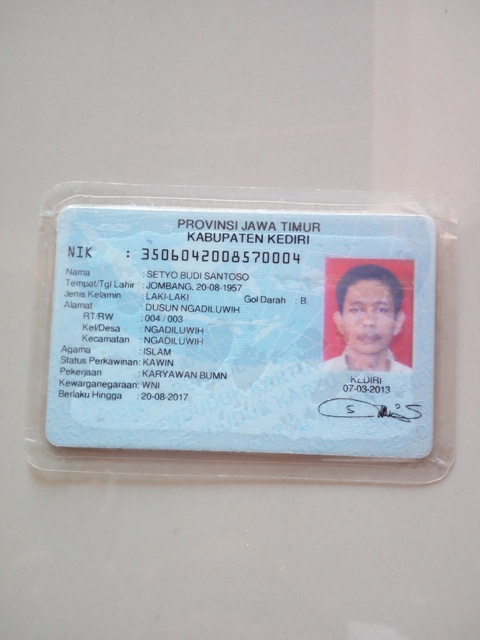 PROVINSI JAWA TIMUR
KABUPATEN KEDIRI
NIK : 3506042008570004
Nama : SETYO BUDI SANTOSO
Tempat/Tgl Lahir : JOMBANG, 20-08-1957
Jenis Kelamin : LAKI-LAKI Gol Darah : B
Alamat : DUSUN NGADILUWIH
RT/RW : 004 / 003
Kel/Desa : NGADILUWIH
Kecamatan : NGADILUWIH
Agama : ISLAM
Status Perkawinan: KAWIN
Pekerjaan : KARYAWAN BUMN
Kewarganegaraan: WNI
Berlaku Hingga : 20-08-2017
KEDIRI
07-03-2013